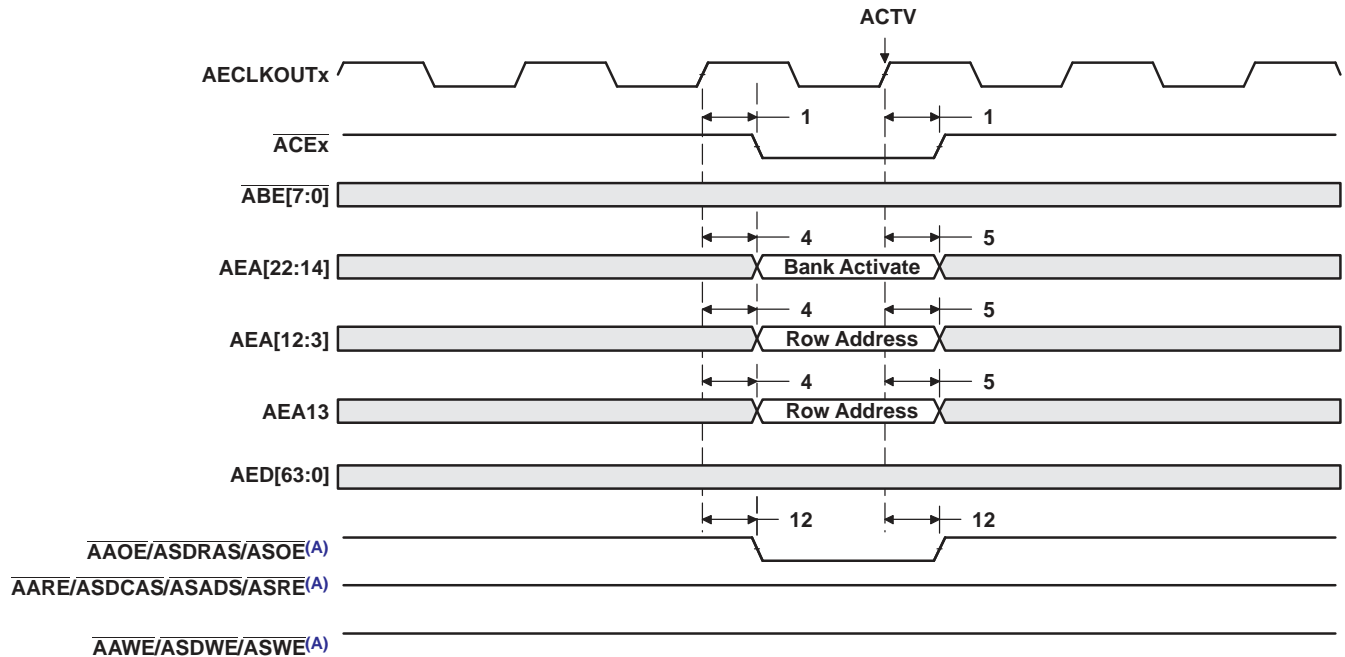 ACTV
AECLKOUTx
1 1
ACEx
ABE[7:0]
4 5
AEA[22:14] Bank Activate
4 5
AEA[12:3] Row Address
4 5
AEA13 Row Address
AED[63:0]
12 12
AAOE/ASDRAS/ASOE(A)
AARE/ASDCAS/ASADS/ASRE(A)
AAWE/ASDWE/ASWE(A)